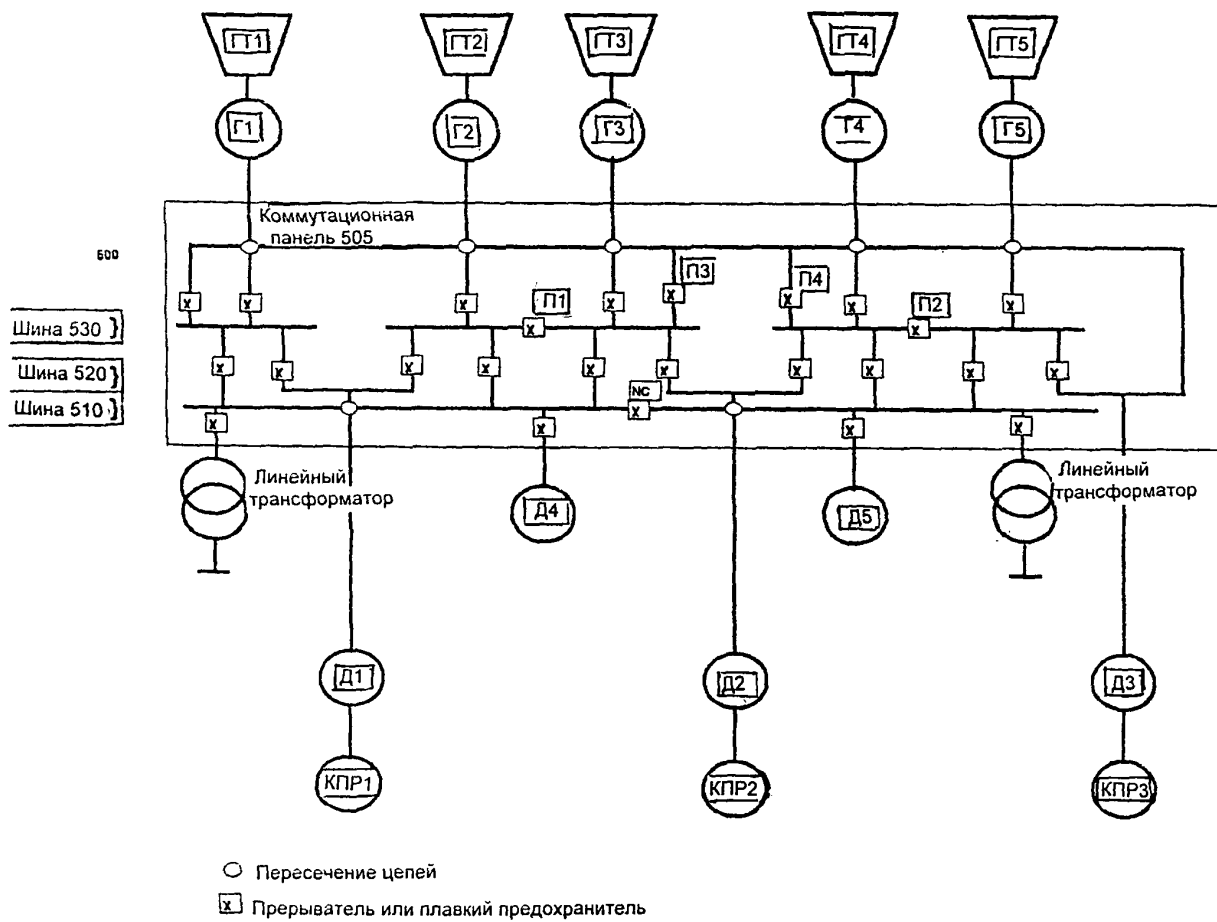 ГТ1 ГТ2 ГТ3 ГТ4 ГТ5
Г1 Г2 Г3 Г4 Г5
Коммутационная
панель 505
500
П3
П4
П1
П2
Шина 530 }
Шина 520}
Шина 510 }
NC
Линейный
трансформатор
Линейный
трансформатор
Д4 Д5
Д1 Д2 Д3
КПР1 КПР2 КПР3
Пересечение цепей
x Прерыватель или плавкий предохранитель